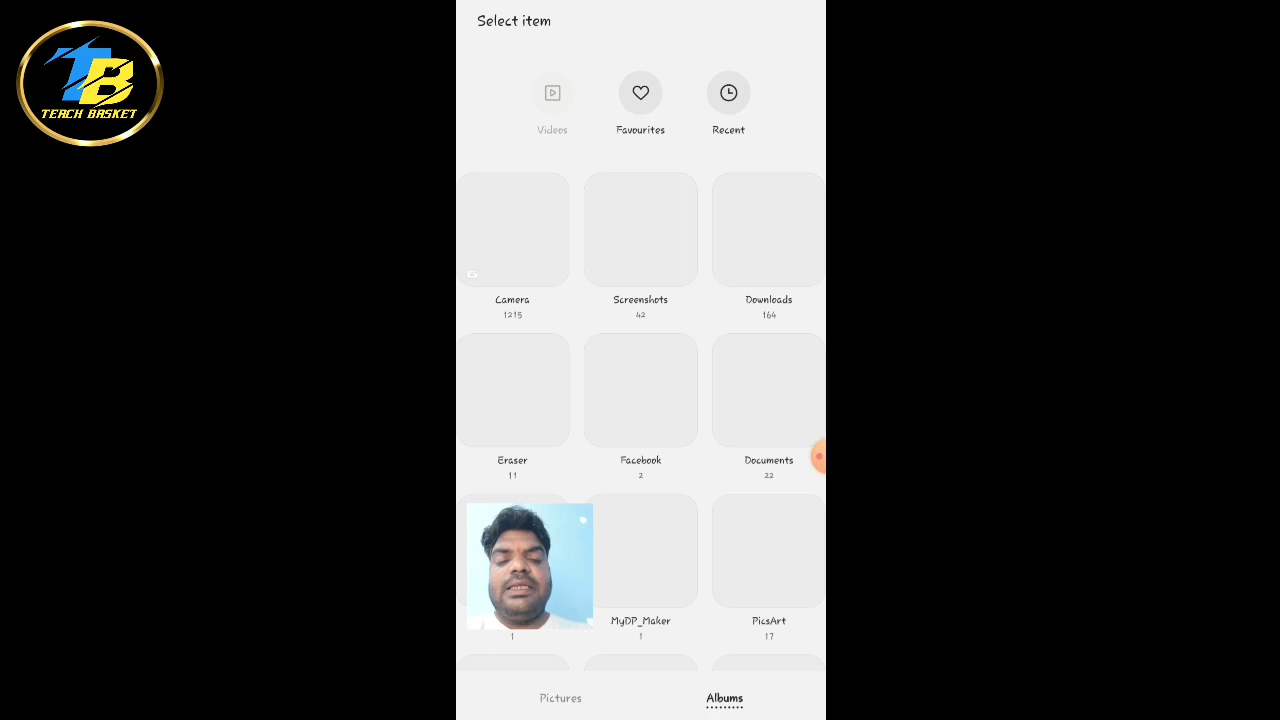 TB
TEACH BASKET
Select item
Videos
Favourites
Recent
Camera
Screenshots
Downloads
1215
42
164
Eraser
Facebook
Documents
11
2
22
MyDP_Maker
PicsArt
1
1
17
Pictures
Albums